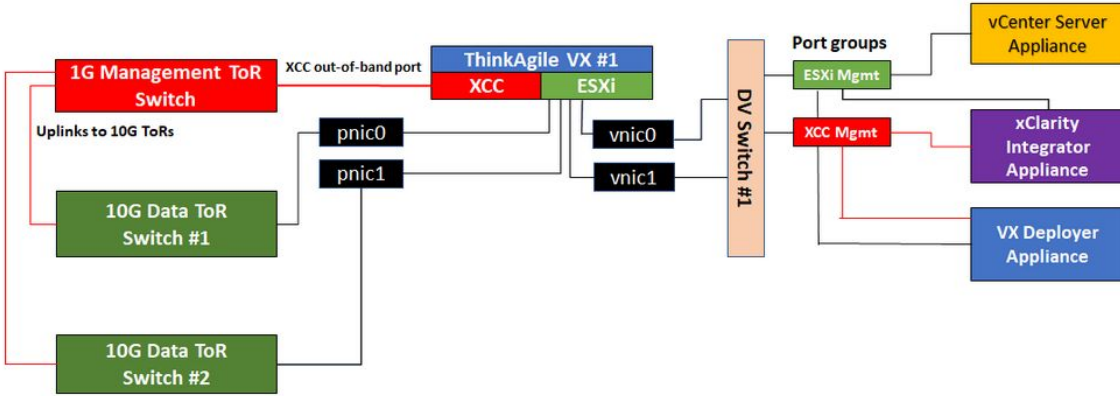 vCenter Server
Appliance
Port groups
ThinkAgile VX #1
XCC out-of-band port
1G Management ToR
Switch
XCC
ESXi
ESXi Mgmt
Uplinks to 10G ToRs
pnic0
vnic0
DV Switch #1
XCC Mgmt
xClarity
Integrator
Appliance
pnic1
vnic1
10G Data ToR
Switch #1
VX Deployer
Appliance
10G Data ToR
Switch #2